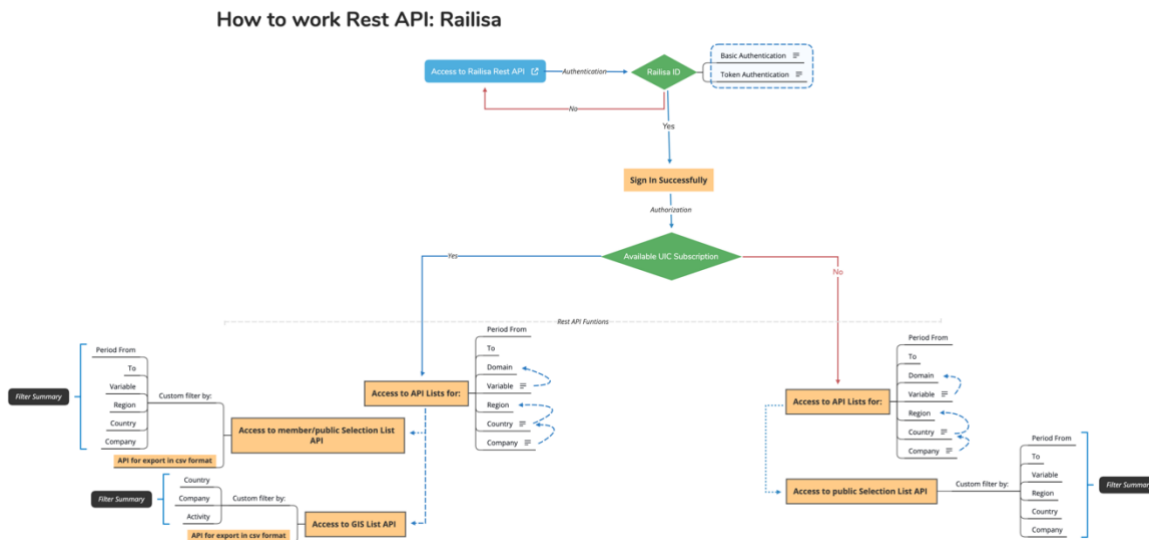 How to work Rest API: Railisa
Access to Railisa Rest API
Authentication
Railisa ID
Basic Authentication
Token Authentication
No
Yes
Sign In Successfully
Authorization
Available UIC Subscription
Yes
No
Rest API Funtions
Filter Summary
Period From
To
Variable
Region
Country
Company
Custom filter by:
API for export in csv format
Access to member/public Selection List
API
Filter Summary
Country
Company
Activity
Custom filter by:
API for export in csv format
Access to GIS List API
Access to API Lists for:
Period From
To
Domain
Variable
Region
Country
Company
Access to API Lists for:
Period From
To
Domain
Variable
Region
Country
Company
Access to public Selection List API
Custom filter by:
Period From
To
Variable
Region
Country
Company
Filter Summary